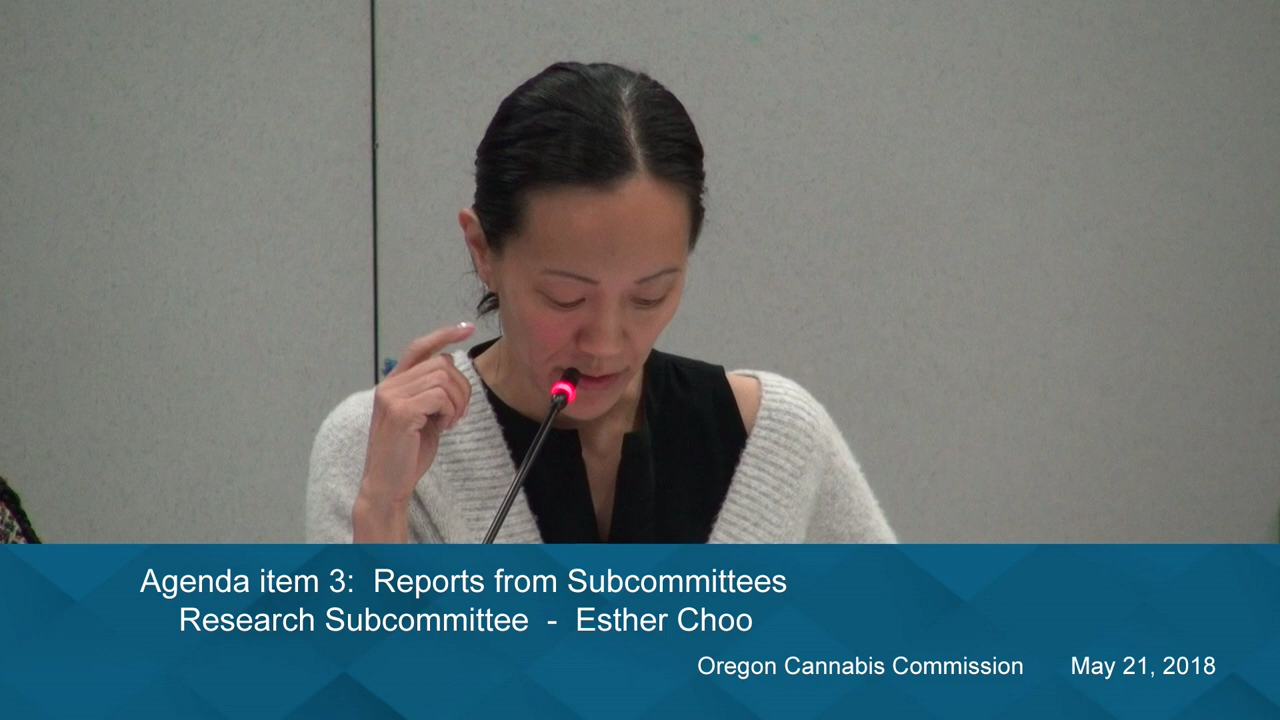 Agenda item 3:  Reports from Subcommittees
Research Subcommittee  -  Esther Choo
Oregon Cannabis Commission  May 21, 2018